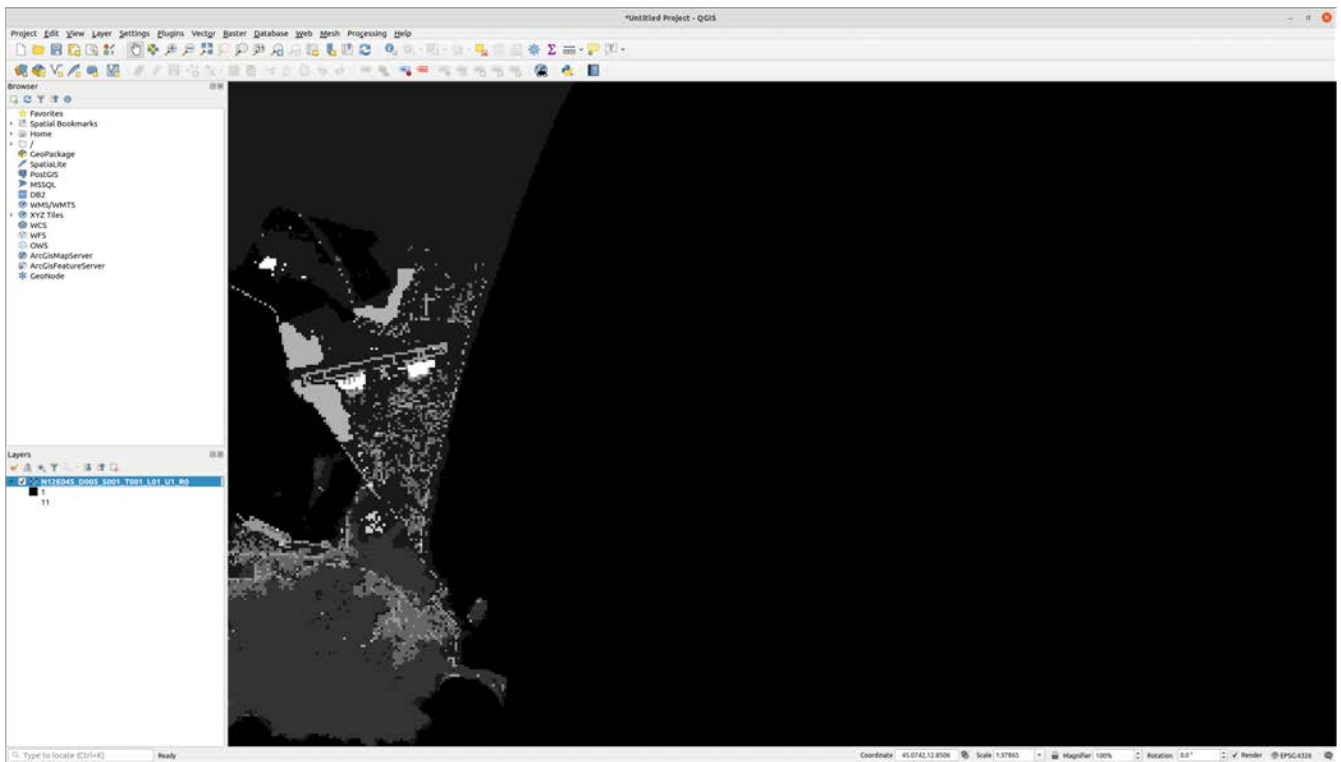 *Untitled Project - QGIS
Project Edit View Layer Settings Plugins Vector Raster Database Web Mesh Processing Help
Browser
Favorites
Spatial Bookmarks
Home
/
GeoPackage
SpatiaLite
PostGIS
MSSQL
DB2
WMS/WMTS
XYZ Tiles
WCS
WFS
OWS
ArcGisMapServer
ArcGisFeatureServer
GeoNode
Layers
N12E045_D005_S001_T001_L01_U1_R0
1
11
Type to locate (Ctrl+K) Ready Coordinate 45.0742,12.8506 Scale 1:37865 Magnifier 100% Rotation 0.0° Render EPSG:4326